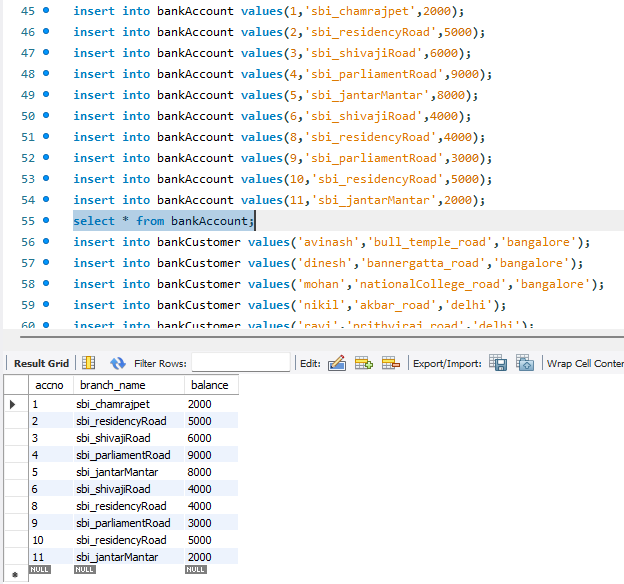 45 insert into bankAccount values(1,'sbi_chamrajpet',2000);
46 insert into bankAccount values(2,'sbi_residencyRoad',5000);
47 insert into bankAccount values(3,'sbi_shivajiRoad',6000);
48 insert into bankAccount values(4,'sbi_parliamentRoad',9000);
49 insert into bankAccount values(5,'sbi_jantarMantar',8000);
50 insert into bankAccount values(6,'sbi_shivajiRoad',4000);
51 insert into bankAccount values(8,'sbi_residencyRoad',4000);
52 insert into bankAccount values(9,'sbi_parliamentRoad',3000);
53 insert into bankAccount values(10,'sbi_residencyRoad',5000);
54 insert into bankAccount values(11,'sbi_jantarMantar',2000);
55 select * from bankAccount;
56 insert into bankCustomer values('avinash','bull_temple_road','bangalore');
57 insert into bankCustomer values('dinesh','bannergatta_road','bangalore');
58 insert into bankCustomer values('mohan','nationalCollege_road','bangalore');
59 insert into bankCustomer values('nikil','akbar_road','delhi');
60 insert into bankCustomer values('ravi','prithviraj_road','delhi');
Result Grid Filter Rows: Edit: Export/Import: Wrap Cell Conter
accno branch_name balance
1 sbi_chamrajpet 2000
2 sbi_residencyRoad 5000
3 sbi_shivajiRoad 6000
4 sbi_parliamentRoad 9000
5 sbi_jantarMantar 8000
6 sbi_shivajiRoad 4000
8 sbi_residencyRoad 4000
9 sbi_parliamentRoad 3000
10 sbi_residencyRoad 5000
11 sbi_jantarMantar 2000
NULL NULL NULL